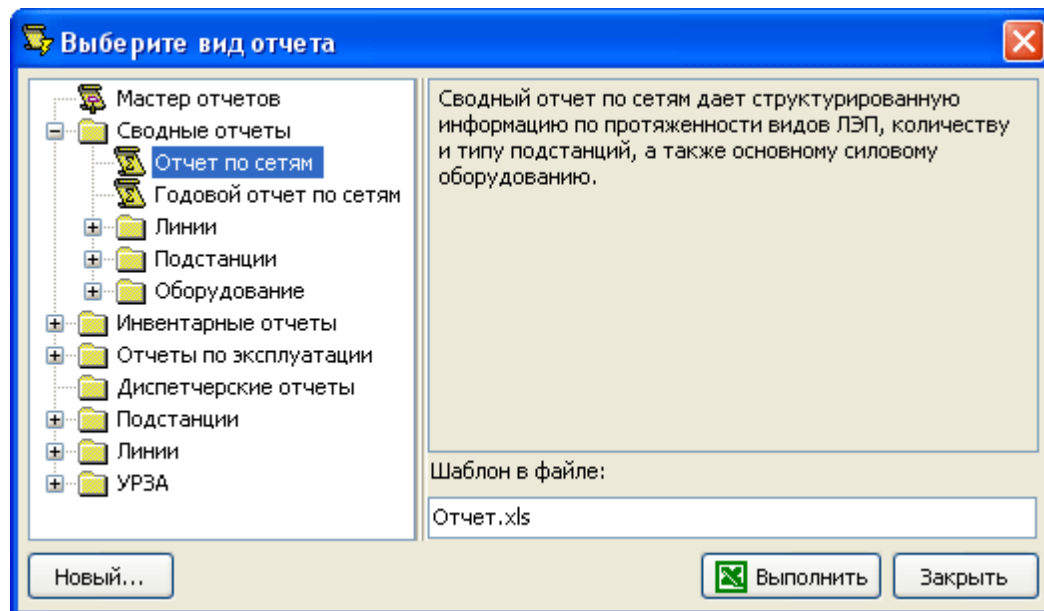 Выберите вид отчета
Мастер отчетов
Сводные отчеты
Отчет по сетям
Годовой отчет по сетям
Линии
Подстанции
Оборудование
Инвентарные отчеты
Отчеты по эксплуатации
Диспетчерские отчеты
Подстанции
Линии
УРЗА
Сводный отчет по сетям дает структурированную
информацию по протяженности видов ЛЭП, количеству
и типу подстанций, а также основному силовому
оборудованию.
Шаблон в файле:
Отчет.xls
Новый...
Выполнить
Закрыть